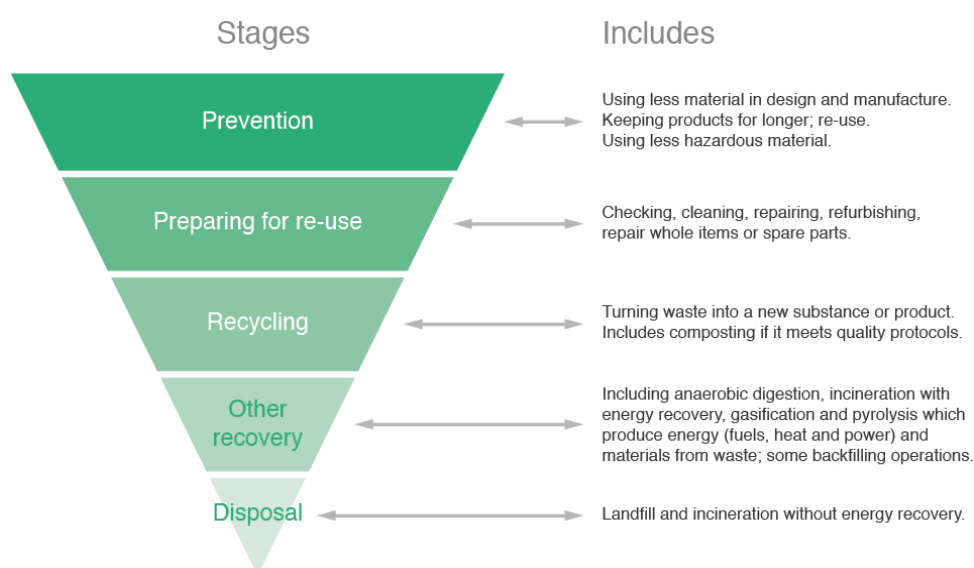 Stages
Includes
Prevention
Using less material in design and manufacture.
Keeping products for longer; re-use.
Using less hazardous material.
Preparing for re-use
Checking, cleaning, repairing, refurbishing,
repair whole items or spare parts.
Recycling
Turning waste into a new substance or product.
Includes composting if it meets quality protocols.
Other
recovery
Including anaerobic digestion, incineration with
energy recovery, gasification and pyrolysis which
produce energy (fuels, heat and power) and
materials from waste; some backfilling operations.
Disposal
Landfill and incineration without energy recovery.